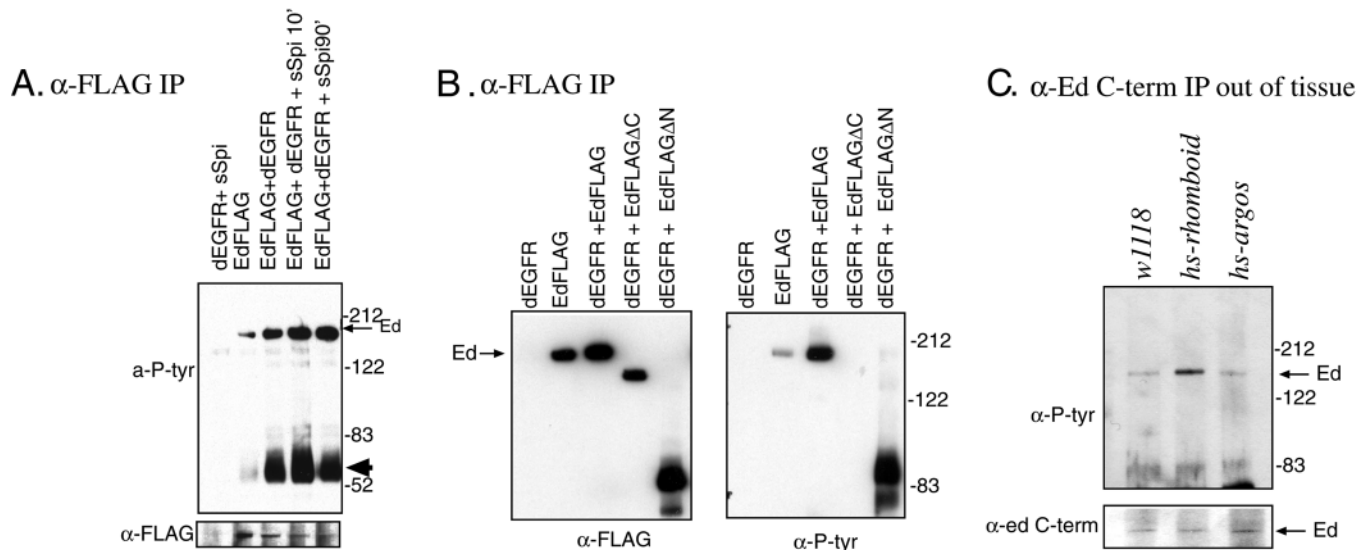 A. α-FLAG IP
dEGFR+ sSpi
EdFLAG
EdFLAG+dEGFR
EdFLAG+ dEGFR+ sSpi 10'
EdFLAG+dEGFR + sSpi90'
a-P-tyr
-212
Ed
-122
-83
-52
α-FLAG
B. α-FLAG IP
dEGFR
EdFLAG
dEGFR +EdFLAG
dEGFR + EdFLAGΔC
dEGFR + EdFLAGΔN
Ed
α-FLAG
dEGFR
EdFLAG
dEGFR +EdFLAG
dEGFR + EdFLAGΔC
dEGFR + EdFLAGΔN
-212
-122
-83
α-P-tyr
C. α-Ed C-term IP out of tissue
w1118
hs-rhomboid
hs-argos
α-P-tyr
-212
Ed
-122
-83
α-ed C-term
Ed